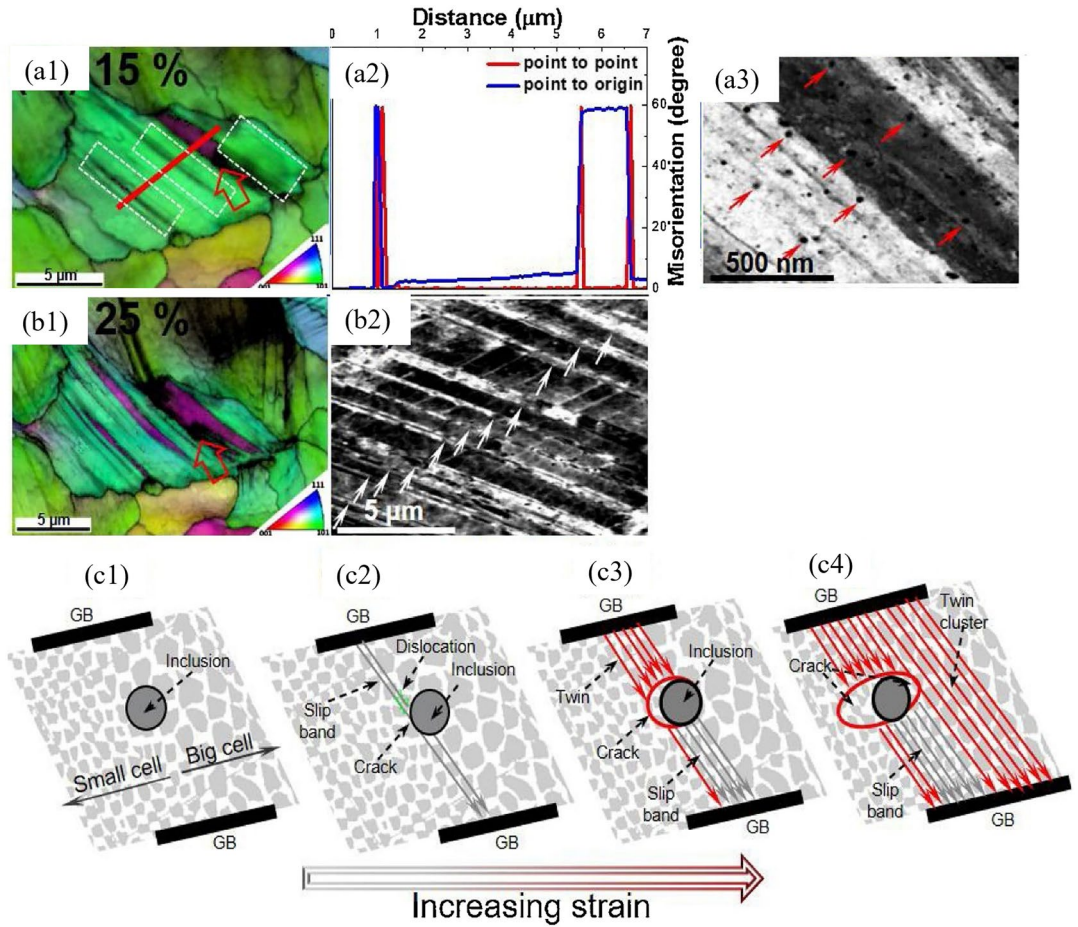 Distance (μm)
0 1 2 3 4 5 6 7
(a1) 15 %
5 μm
111
001 101
(a2)
point to point
point to origin
60
40
20
0
Misorientation (degree)
(a3)
500 nm
(b1) 25 %
5 μm
111
001 101
(b2)
5 μm
(c1)
GB
Inclusion
Small cell
Big cell
GB
(c2)
GB
Dislocation
Inclusion
Slip
band
Crack
GB
(c3)
GB
Inclusion
Twin
Crack
Slip
band
GB
(c4)
GB
Twin
cluster
Crack
Slip
band
GB
Increasing strain